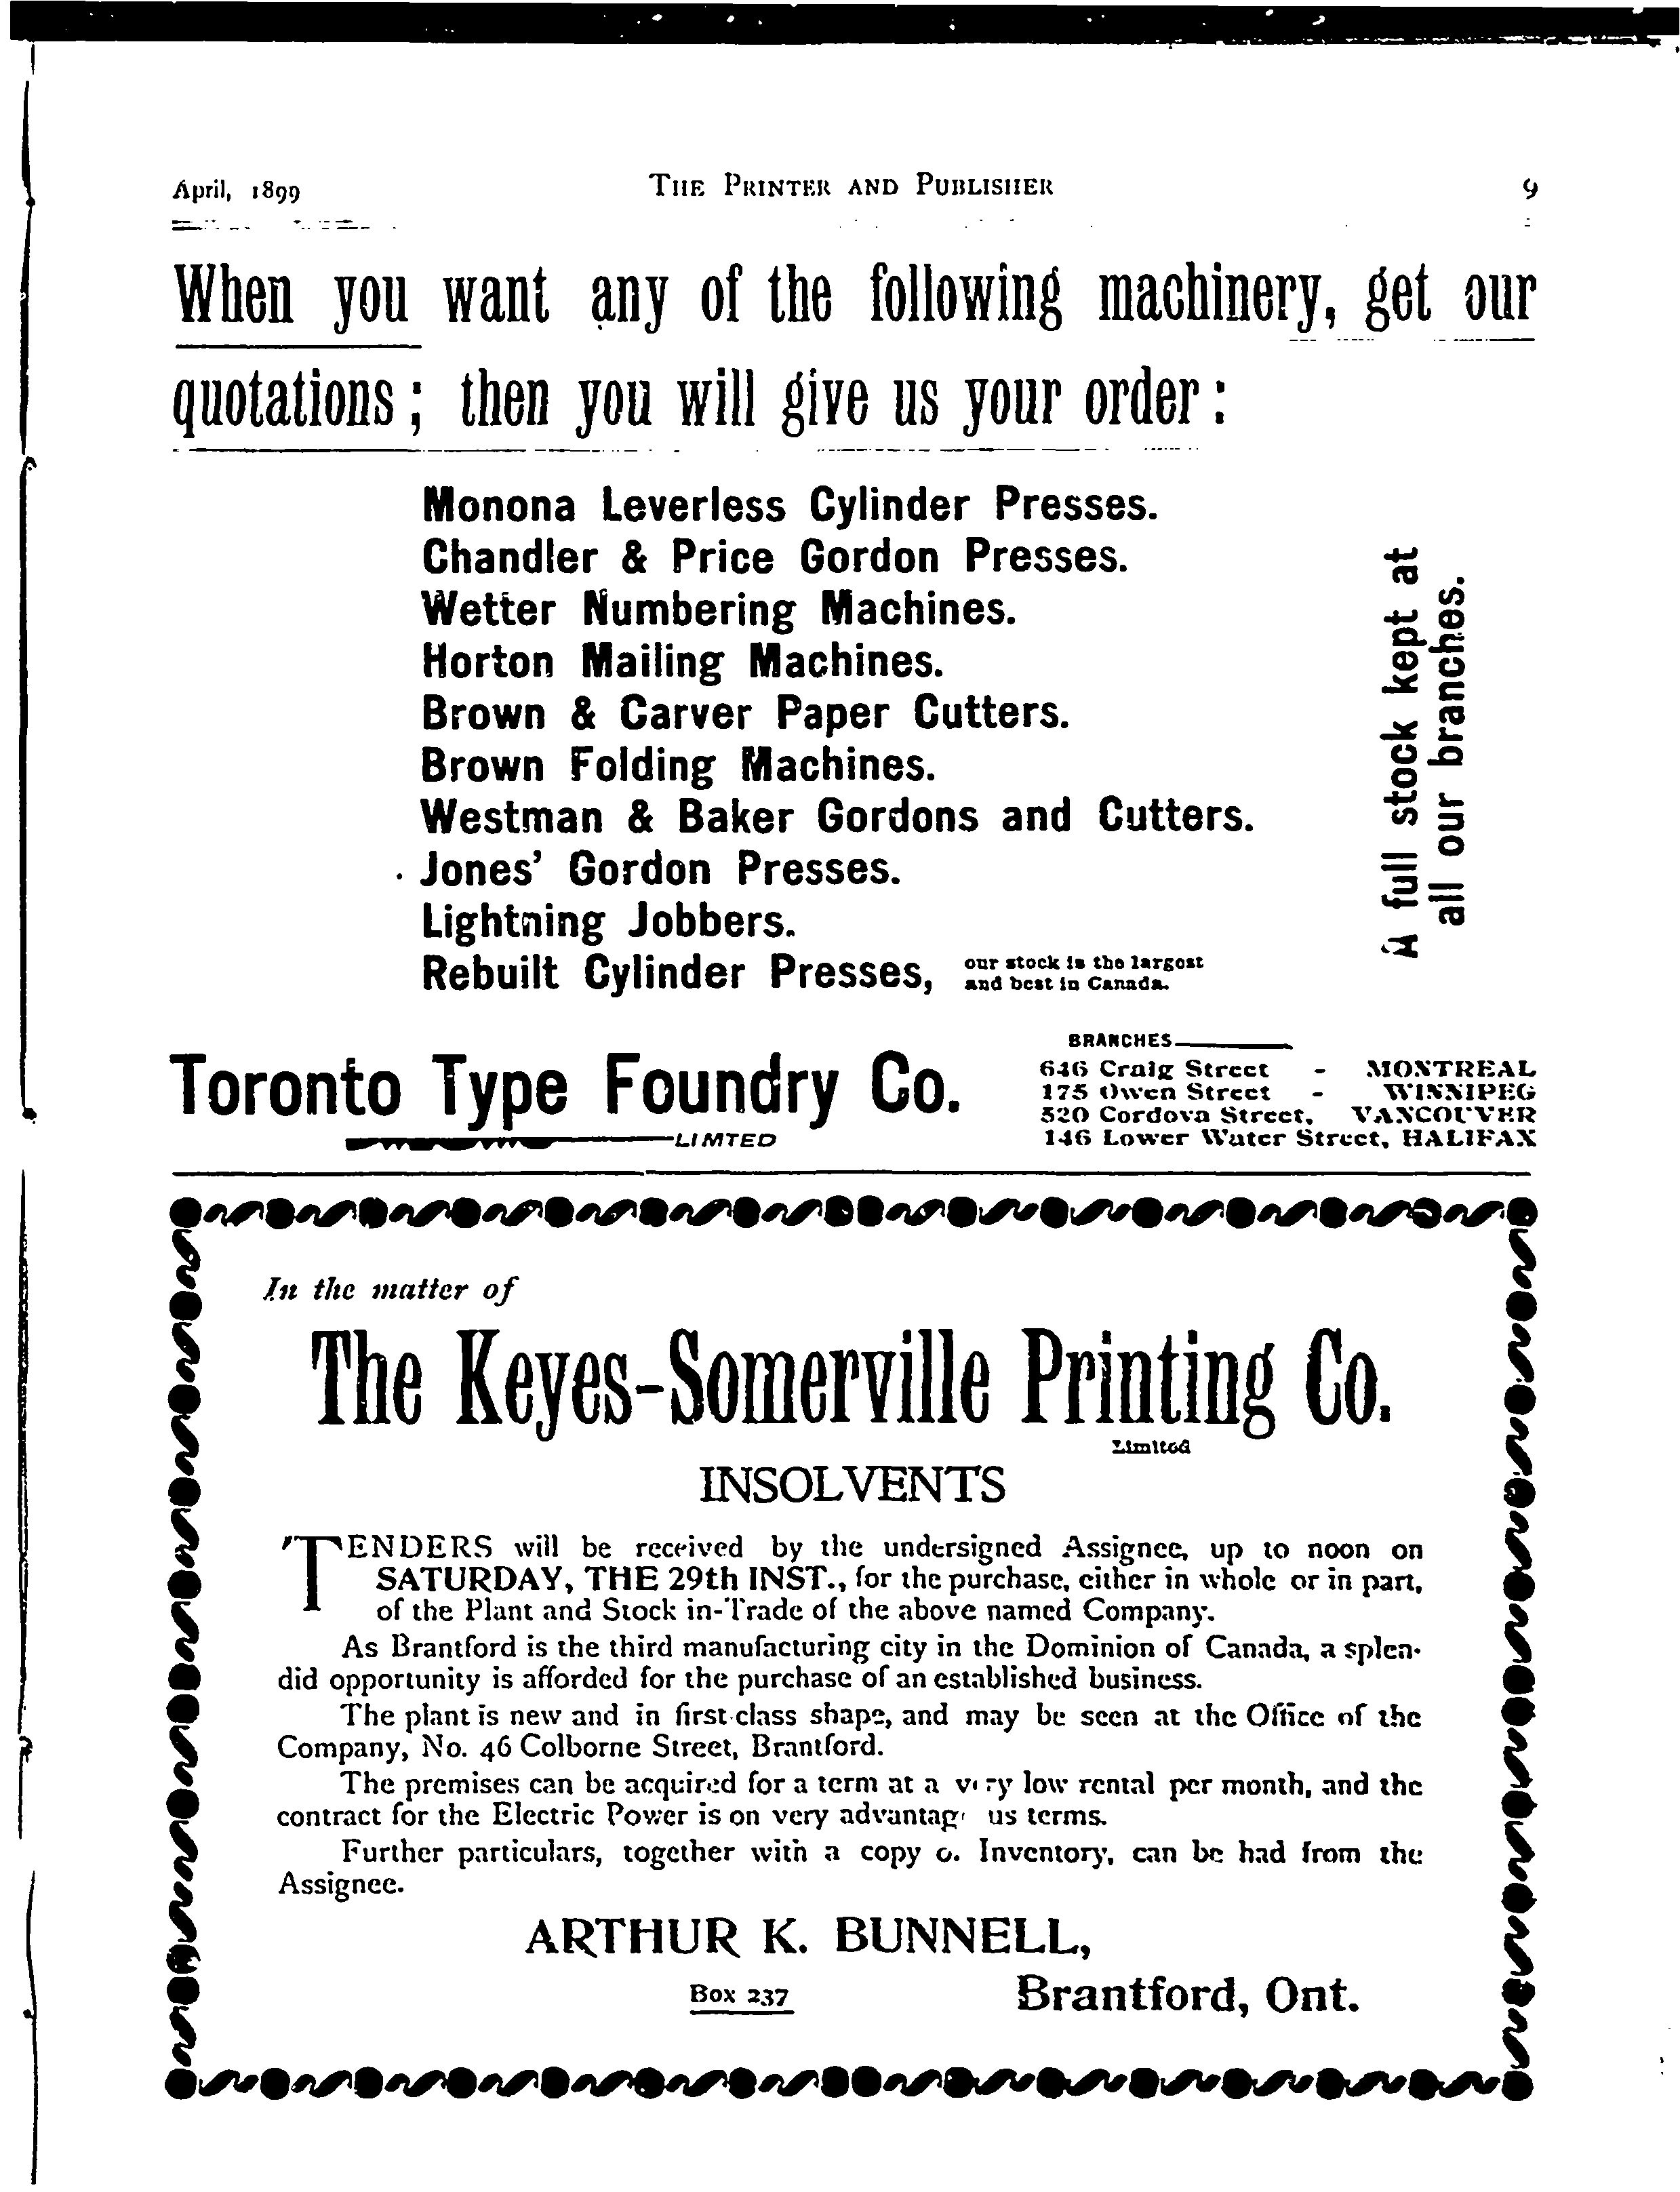 April, 1899
THE PRINTER AND PUBLISHER
9
When you want any of the following machinery, get our
quotations; then you will give us your order:
Monona Leverless Cylinder Presses.
Chandler & Price Gordon Presses.
Wetter Numbering Machines.
Horton Mailing Machines.
Brown & Carver Paper Cutters.
Brown Folding Machines.
Westman & Baker Gordons and Cutters.
Jones' Gordon Presses.
Lightning Jobbers.
Rebuilt Cylinder Presses,
our stock is the largest
and best in Canada.
A full stock kept at
all our branches.
Toronto Type Foundry Co.
LIMTED
BRANCHES
646 Craig Street - MONTREAL
175 Owen Street - WINNIPEG
520 Cordova Street, VANCOUVER
146 Lower Water Street, HALIFAX
In the matter of
The Keyes-Somerville Printing Co.
Limited
INSOLVENTS
TENDERS will be received by the undersigned Assignee, up to noon on
SATURDAY, THE 29th INST., for the purchase, either in whole or in part,
of the Plant and Stock in-Trade of the above named Company.
As Brantford is the third manufacturing city in the Dominion of Canada, a splen-
did opportunity is afforded for the purchase of an established business.
The plant is new and in first-class shape, and may be seen at the Office of the
Company, No. 46 Colborne Street, Brantford.
The premises can be acquired for a term at a very low rental per month, and the
contract for the Electric Power is on very advantag us terms.
Further particulars, together with a copy o. Inventory, can be had from the
Assignee.
ARTHUR K. BUNNELL,
Box 237
Brantford, Ont.